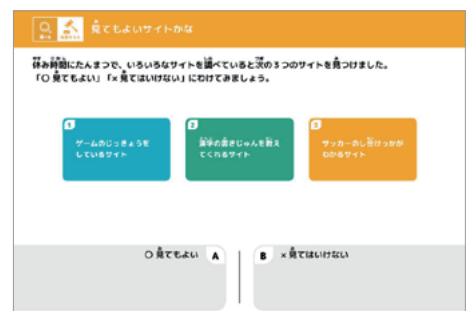 見てもよいサイトかな
休み時間にたんまつで、いろいろなサイトを調べていると次の3つのサイトを見つけました。
「○ 見てもよい」「× 見てはいけない」にわけてみましょう。
1
ゲームのじっきょうを
しているサイト
2
漢字の書きじゅんを教え
てくれるサイト
3
サッカーのし合けっかが
わかるサイト
○ 見てもよい A
B × 見てはいけない